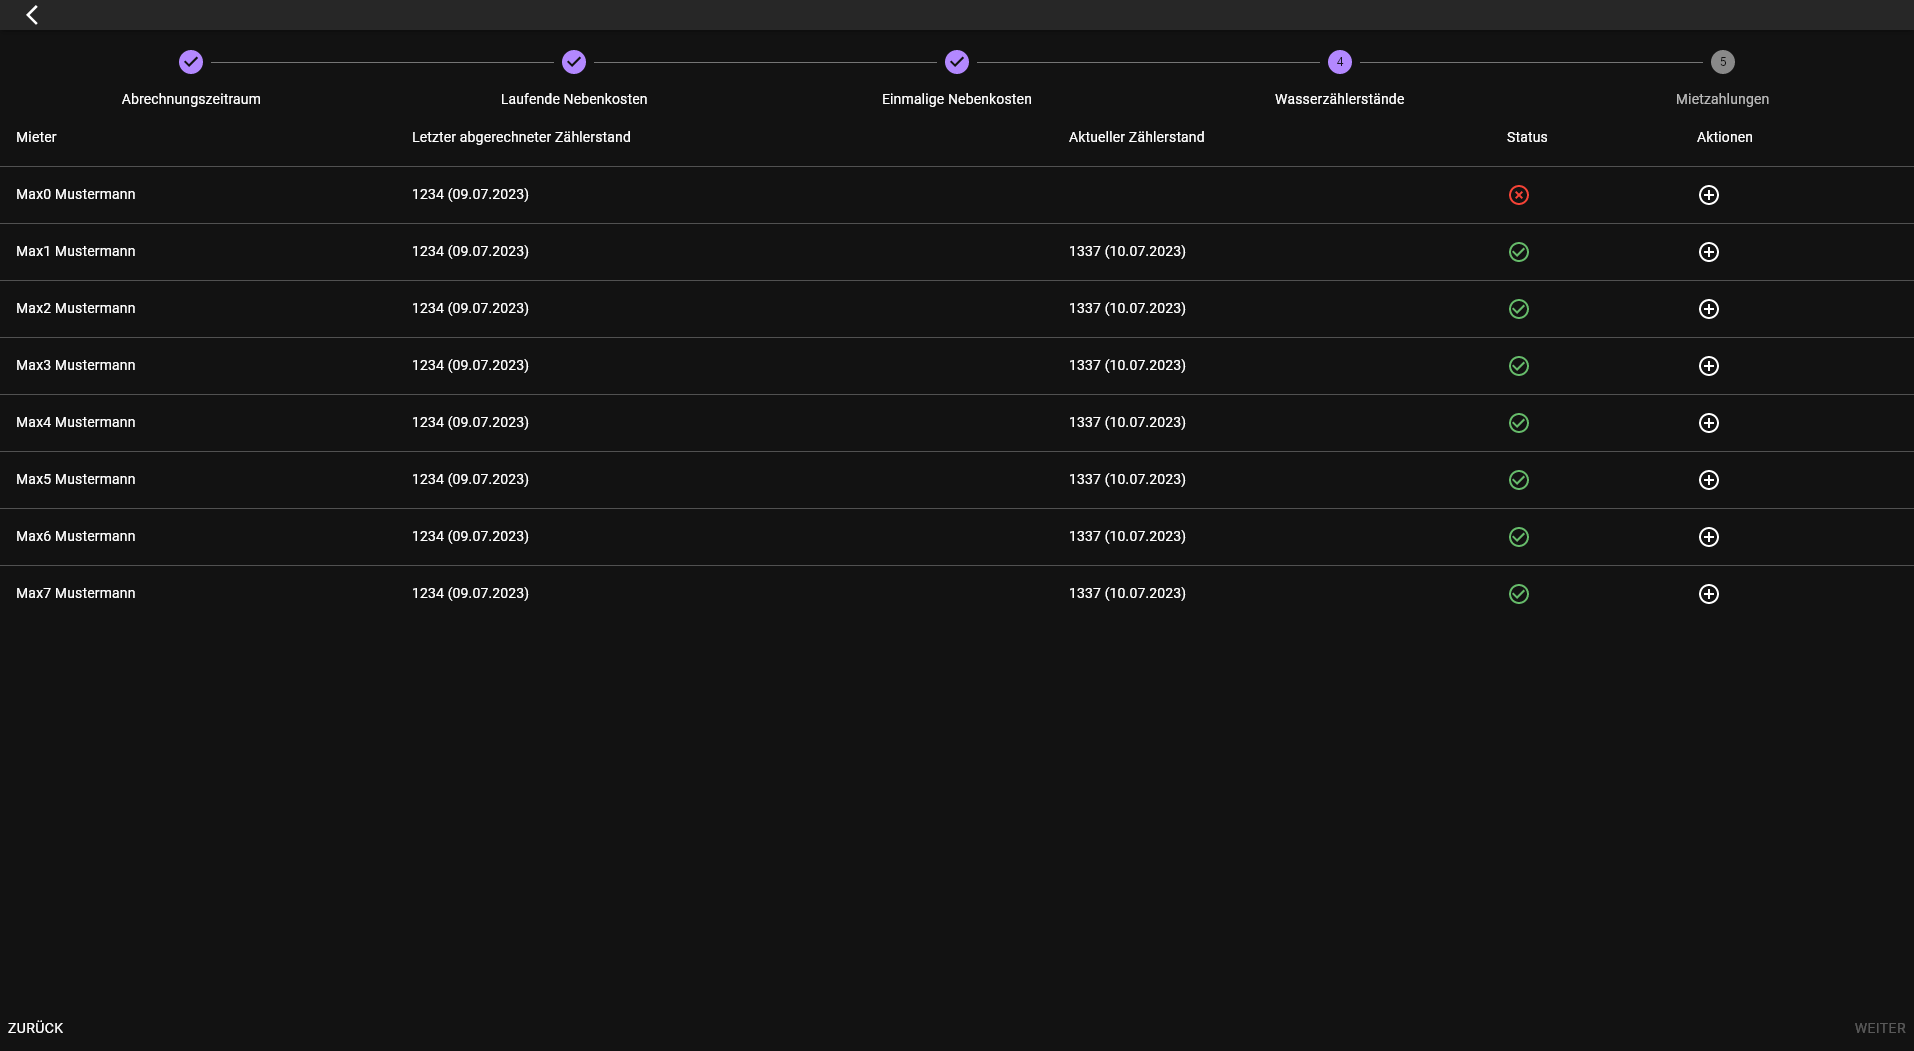 4 5
Abrechnungszeitraum Laufende Nebenkosten Einmalige Nebenkosten Wasserzählerstände Mietzahlungen
Mieter Letzter abgerechneter Zählerstand Aktueller Zählerstand Status Aktionen
Max0 Mustermann 1234 (09.07.2023)
Max1 Mustermann 1234 (09.07.2023) 1337 (10.07.2023)
Max2 Mustermann 1234 (09.07.2023) 1337 (10.07.2023)
Max3 Mustermann 1234 (09.07.2023) 1337 (10.07.2023)
Max4 Mustermann 1234 (09.07.2023) 1337 (10.07.2023)
Max5 Mustermann 1234 (09.07.2023) 1337 (10.07.2023)
Max6 Mustermann 1234 (09.07.2023) 1337 (10.07.2023)
Max7 Mustermann 1234 (09.07.2023) 1337 (10.07.2023)
ZURÜCK WEITER